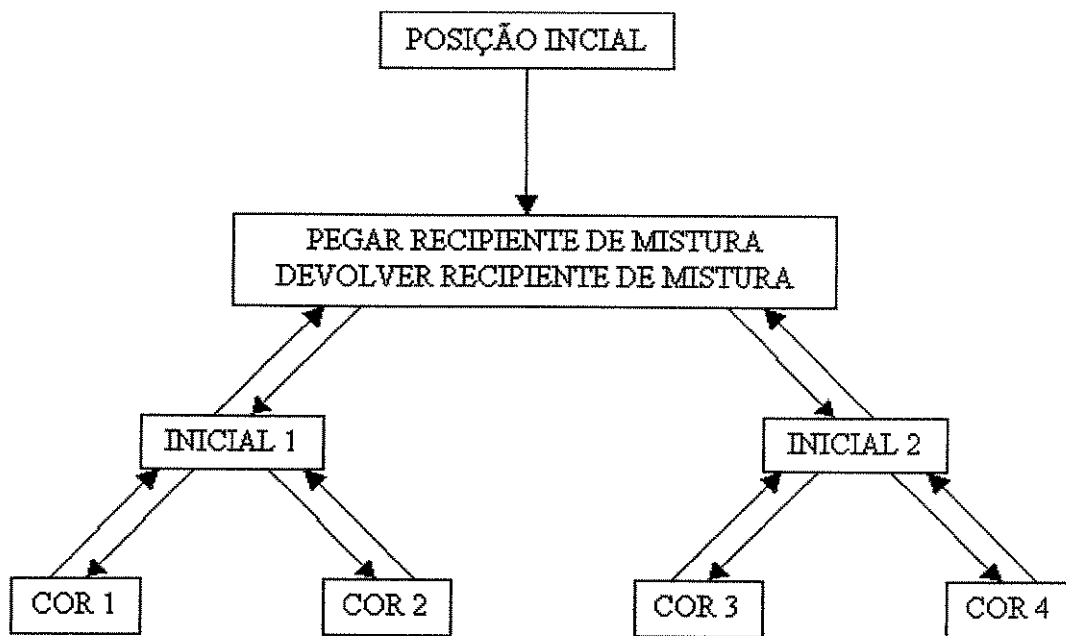 POSIÇÃO INCIAL
PEGAR RECIPIENTE DE MISTURA
DEVOLVER RECIPIENTE DE MISTURA
INICIAL 1
INICIAL 2
COR 1
COR 2
COR 3
COR 4